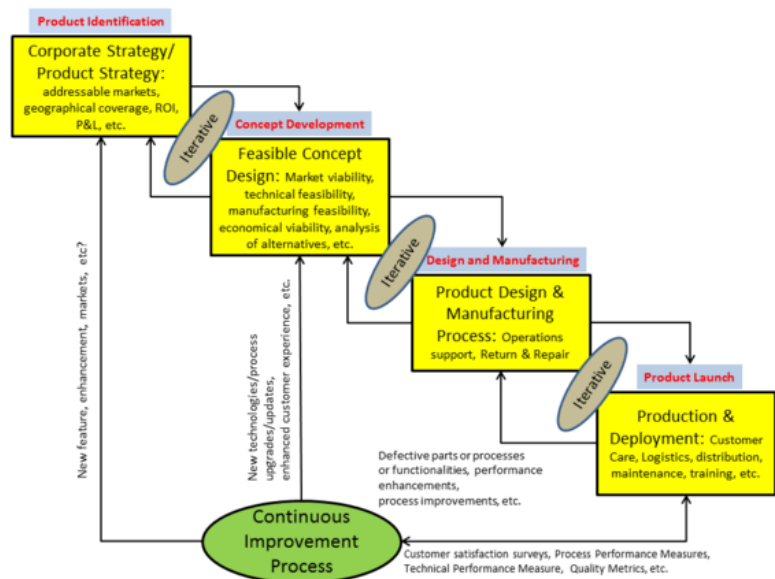 Product Identification
Corporate Strategy/
Product Strategy:
addressable markets,
geographical coverage, ROI,
P&L, etc.
Iterative
Concept Development
Feasible Concept
Design: Market viability,
technical feasibility,
manufacturing feasibility,
economical viability, analysis
of alternatives, etc.
Iterative
Design and Manufacturing
Product Design &
Manufacturing
Process: Operations
support, Return & Repair
Iterative
Product Launch
Production &
Deployment: Customer
Care, Logistics, distribution,
maintenance, training, etc.
New feature, enhancement, markets, etc?
New technologies/process
upgrades/updates,
enhanced customer experience, etc.
Defective parts or processes
or functionalities, performance
enhancements,
process improvements, etc.
Continuous
Improvement
Process
Customer satisfaction surveys, Process Performance Measures,
Technical Performance Measure, Quality Metrics, etc.